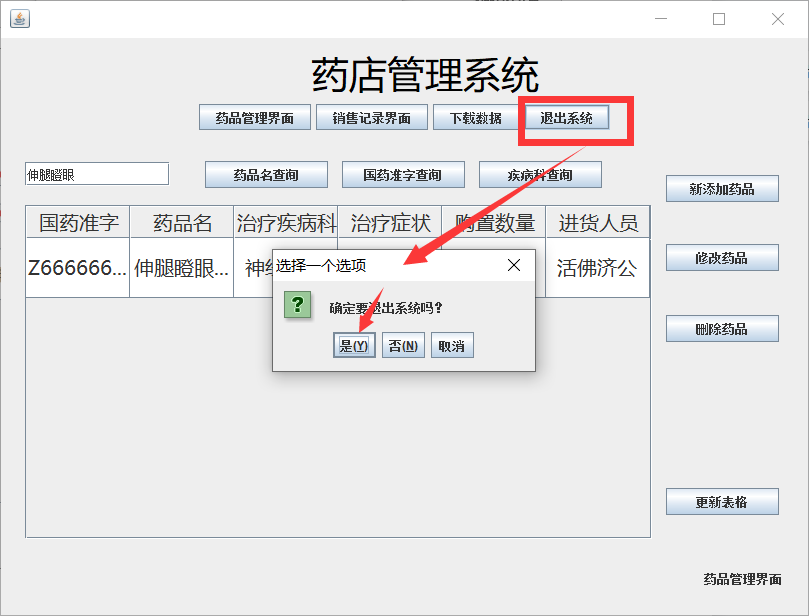 药店管理系统
药品管理界面 销售记录界面 下载数据 退出系统
伸腿瞪眼 药品名查询 国药准字查询 疾病科查询
新添加药品
国药准字 药品名 治疗疾病科 治疗症状 购置数量 进货人员
Z666666... 伸腿瞪眼... 神经 活佛济公
修改药品
选择一个选项
确定要退出系统吗?
是(Y) 否(N) 取消
删除药品
更新表格
药品管理界面